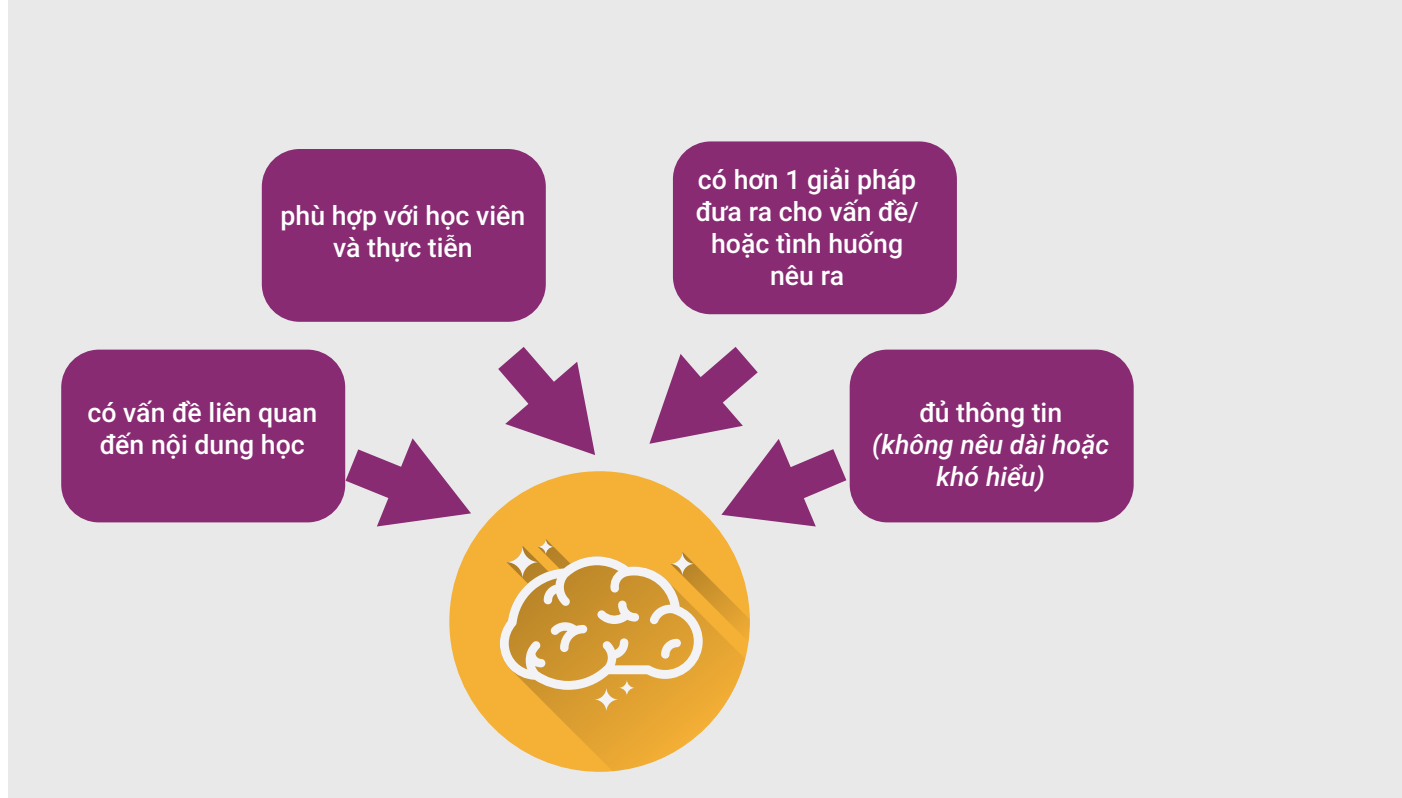 phù hợp với học viên
và thực tiễn
có hơn 1 giải pháp
đưa ra cho vấn đề/
hoặc tình huống
nêu ra
có vấn đề liên quan
đến nội dung học
đủ thông tin
(không nêu dài hoặc
khó hiểu)